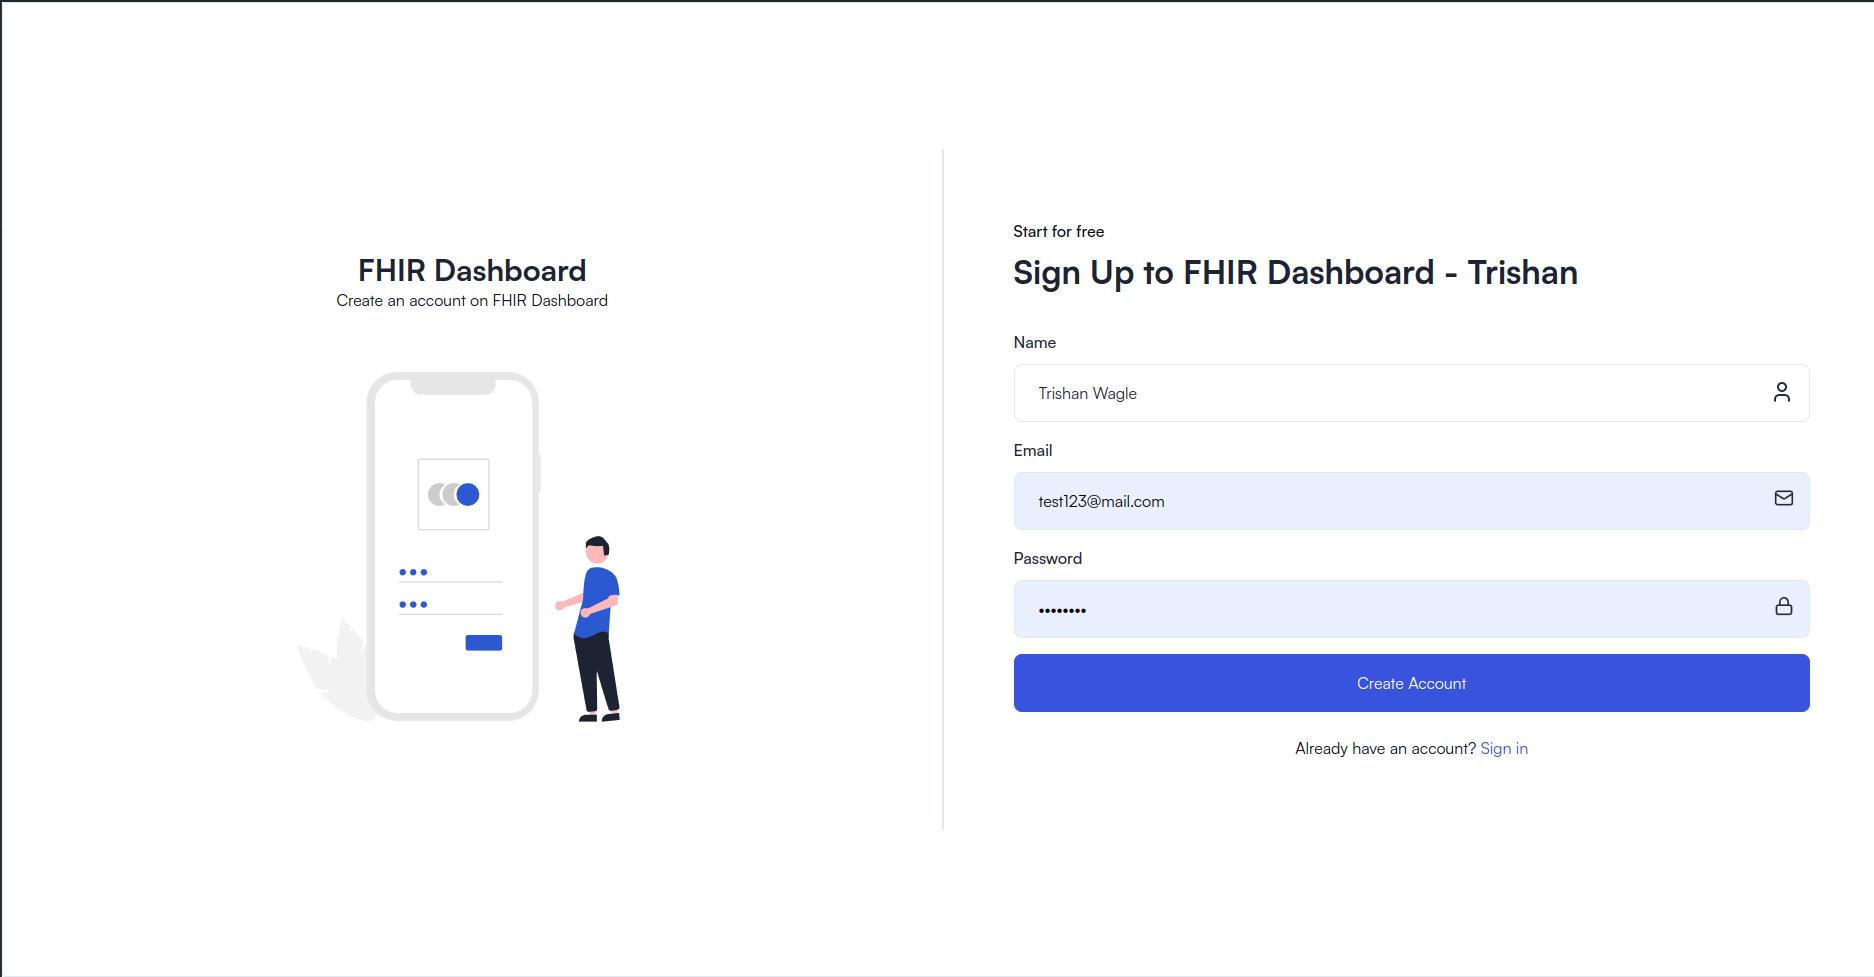 FHIR Dashboard
Create an account on FHIR Dashboard
Start for free
Sign Up to FHIR Dashboard - Trishan
Name
Trishan Wagle
Email
test123@mail.com
Password
••••••••
Create Account
Already have an account? Sign in